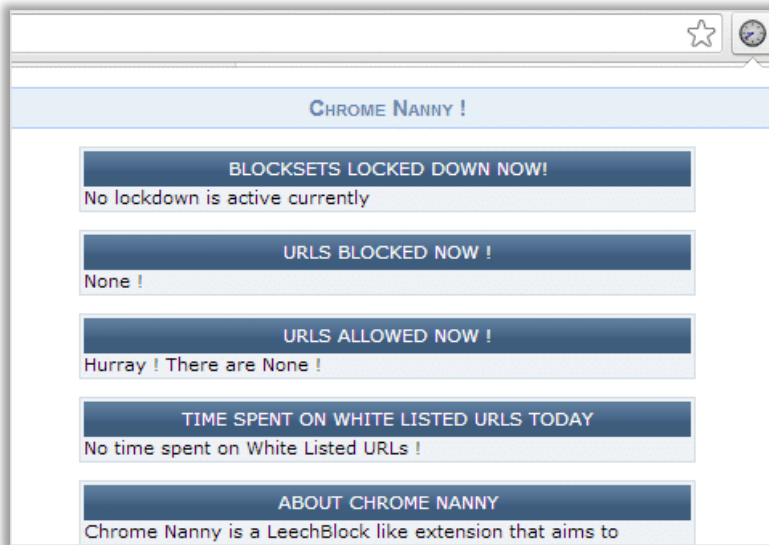 CHROME NANNY !
BLOCKSETS LOCKED DOWN NOW!
No lockdown is active currently
URLS BLOCKED NOW !
None !
URLS ALLOWED NOW !
Hurray ! There are None !
TIME SPENT ON WHITE LISTED URLS TODAY
No time spent on White Listed URLs !
ABOUT CHROME NANNY
Chrome Nanny is a LeechBlock like extension that aims to